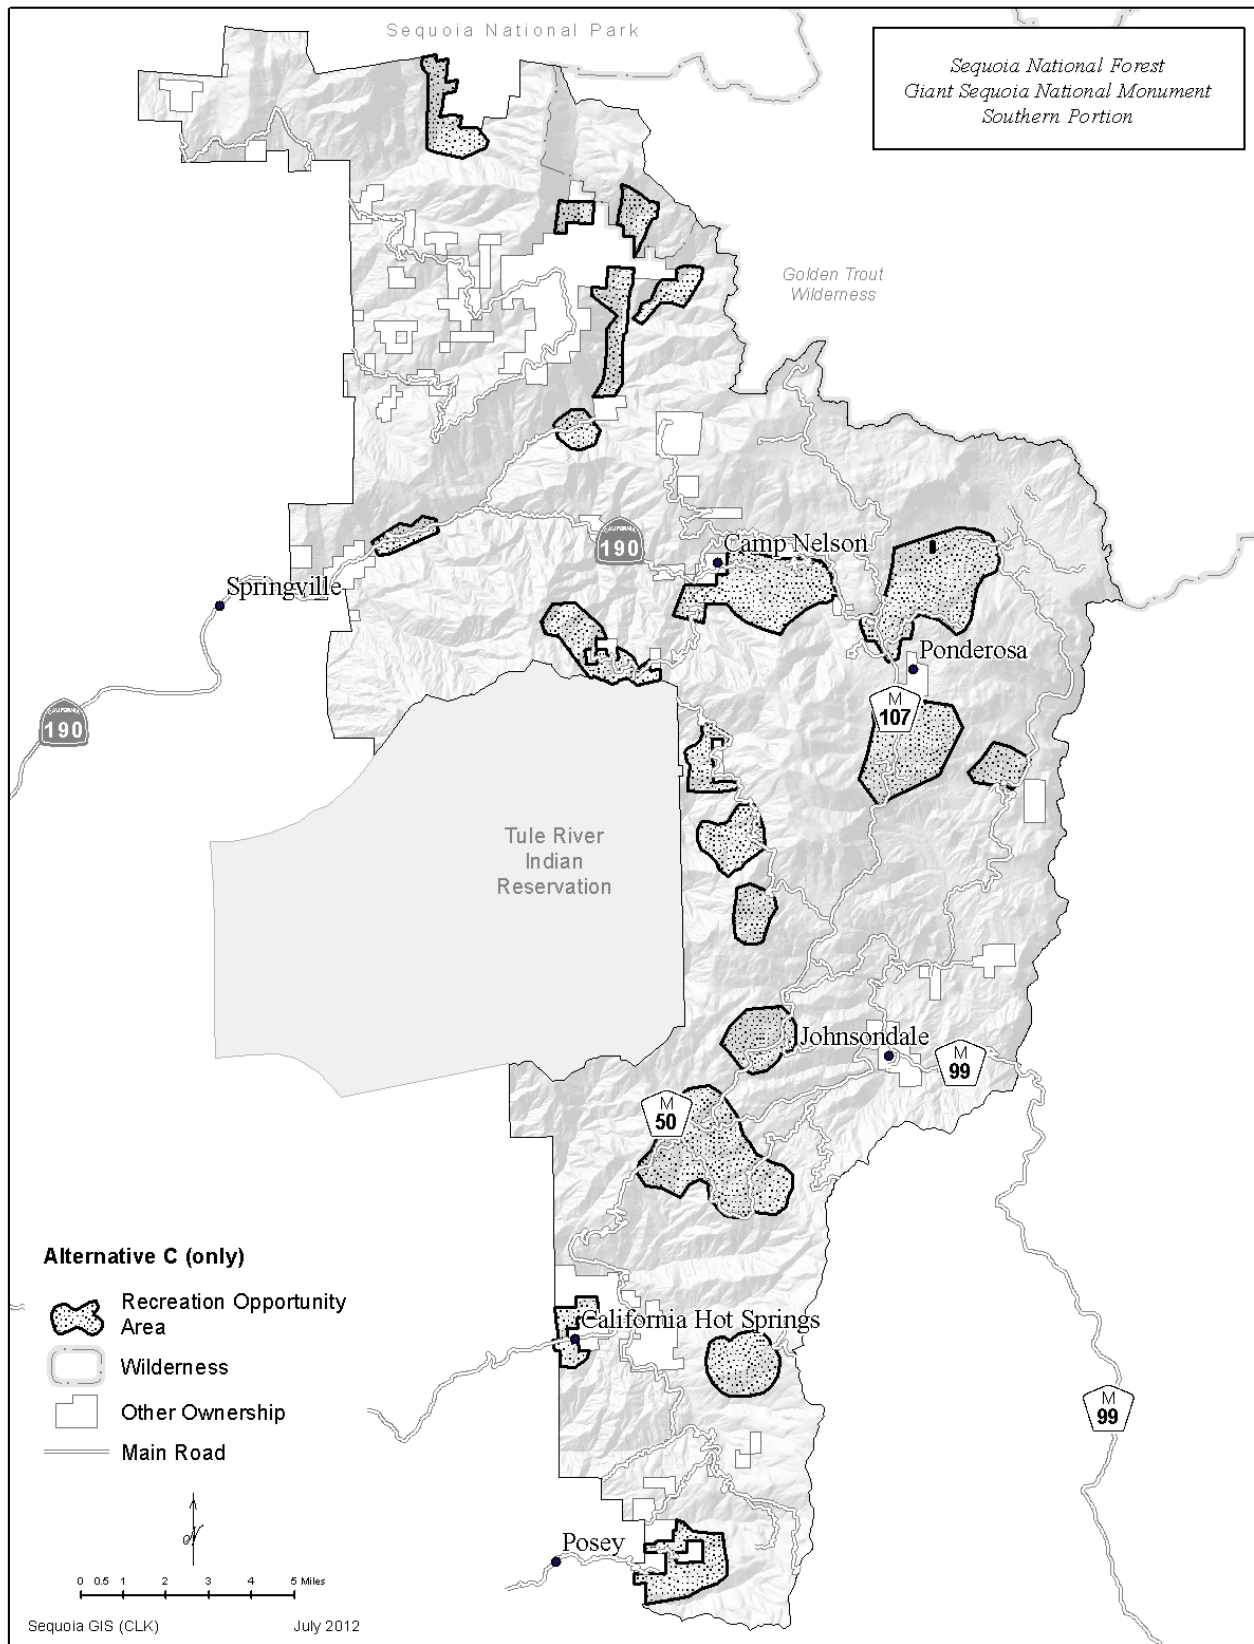 Sequoia National Park
Sequoia National Forest
Giant Sequoia National Monument
Southern Portion
Golden Trout
Wilderness
CALIFORNIA
190
Camp Nelson
Springville
Ponderosa
CALIFORNIA
190
M
107
Tule River
Indian
Reservation
Johnsondale
M
99
M
50
Alternative C (only)
Recreation Opportunity
Area
Wilderness
Other Ownership
Main Road
California Hot Springs
M
99
Posey
N
0 0.5 1 2 3 4 5 Miles
Sequoia GIS (CLK) July 2012